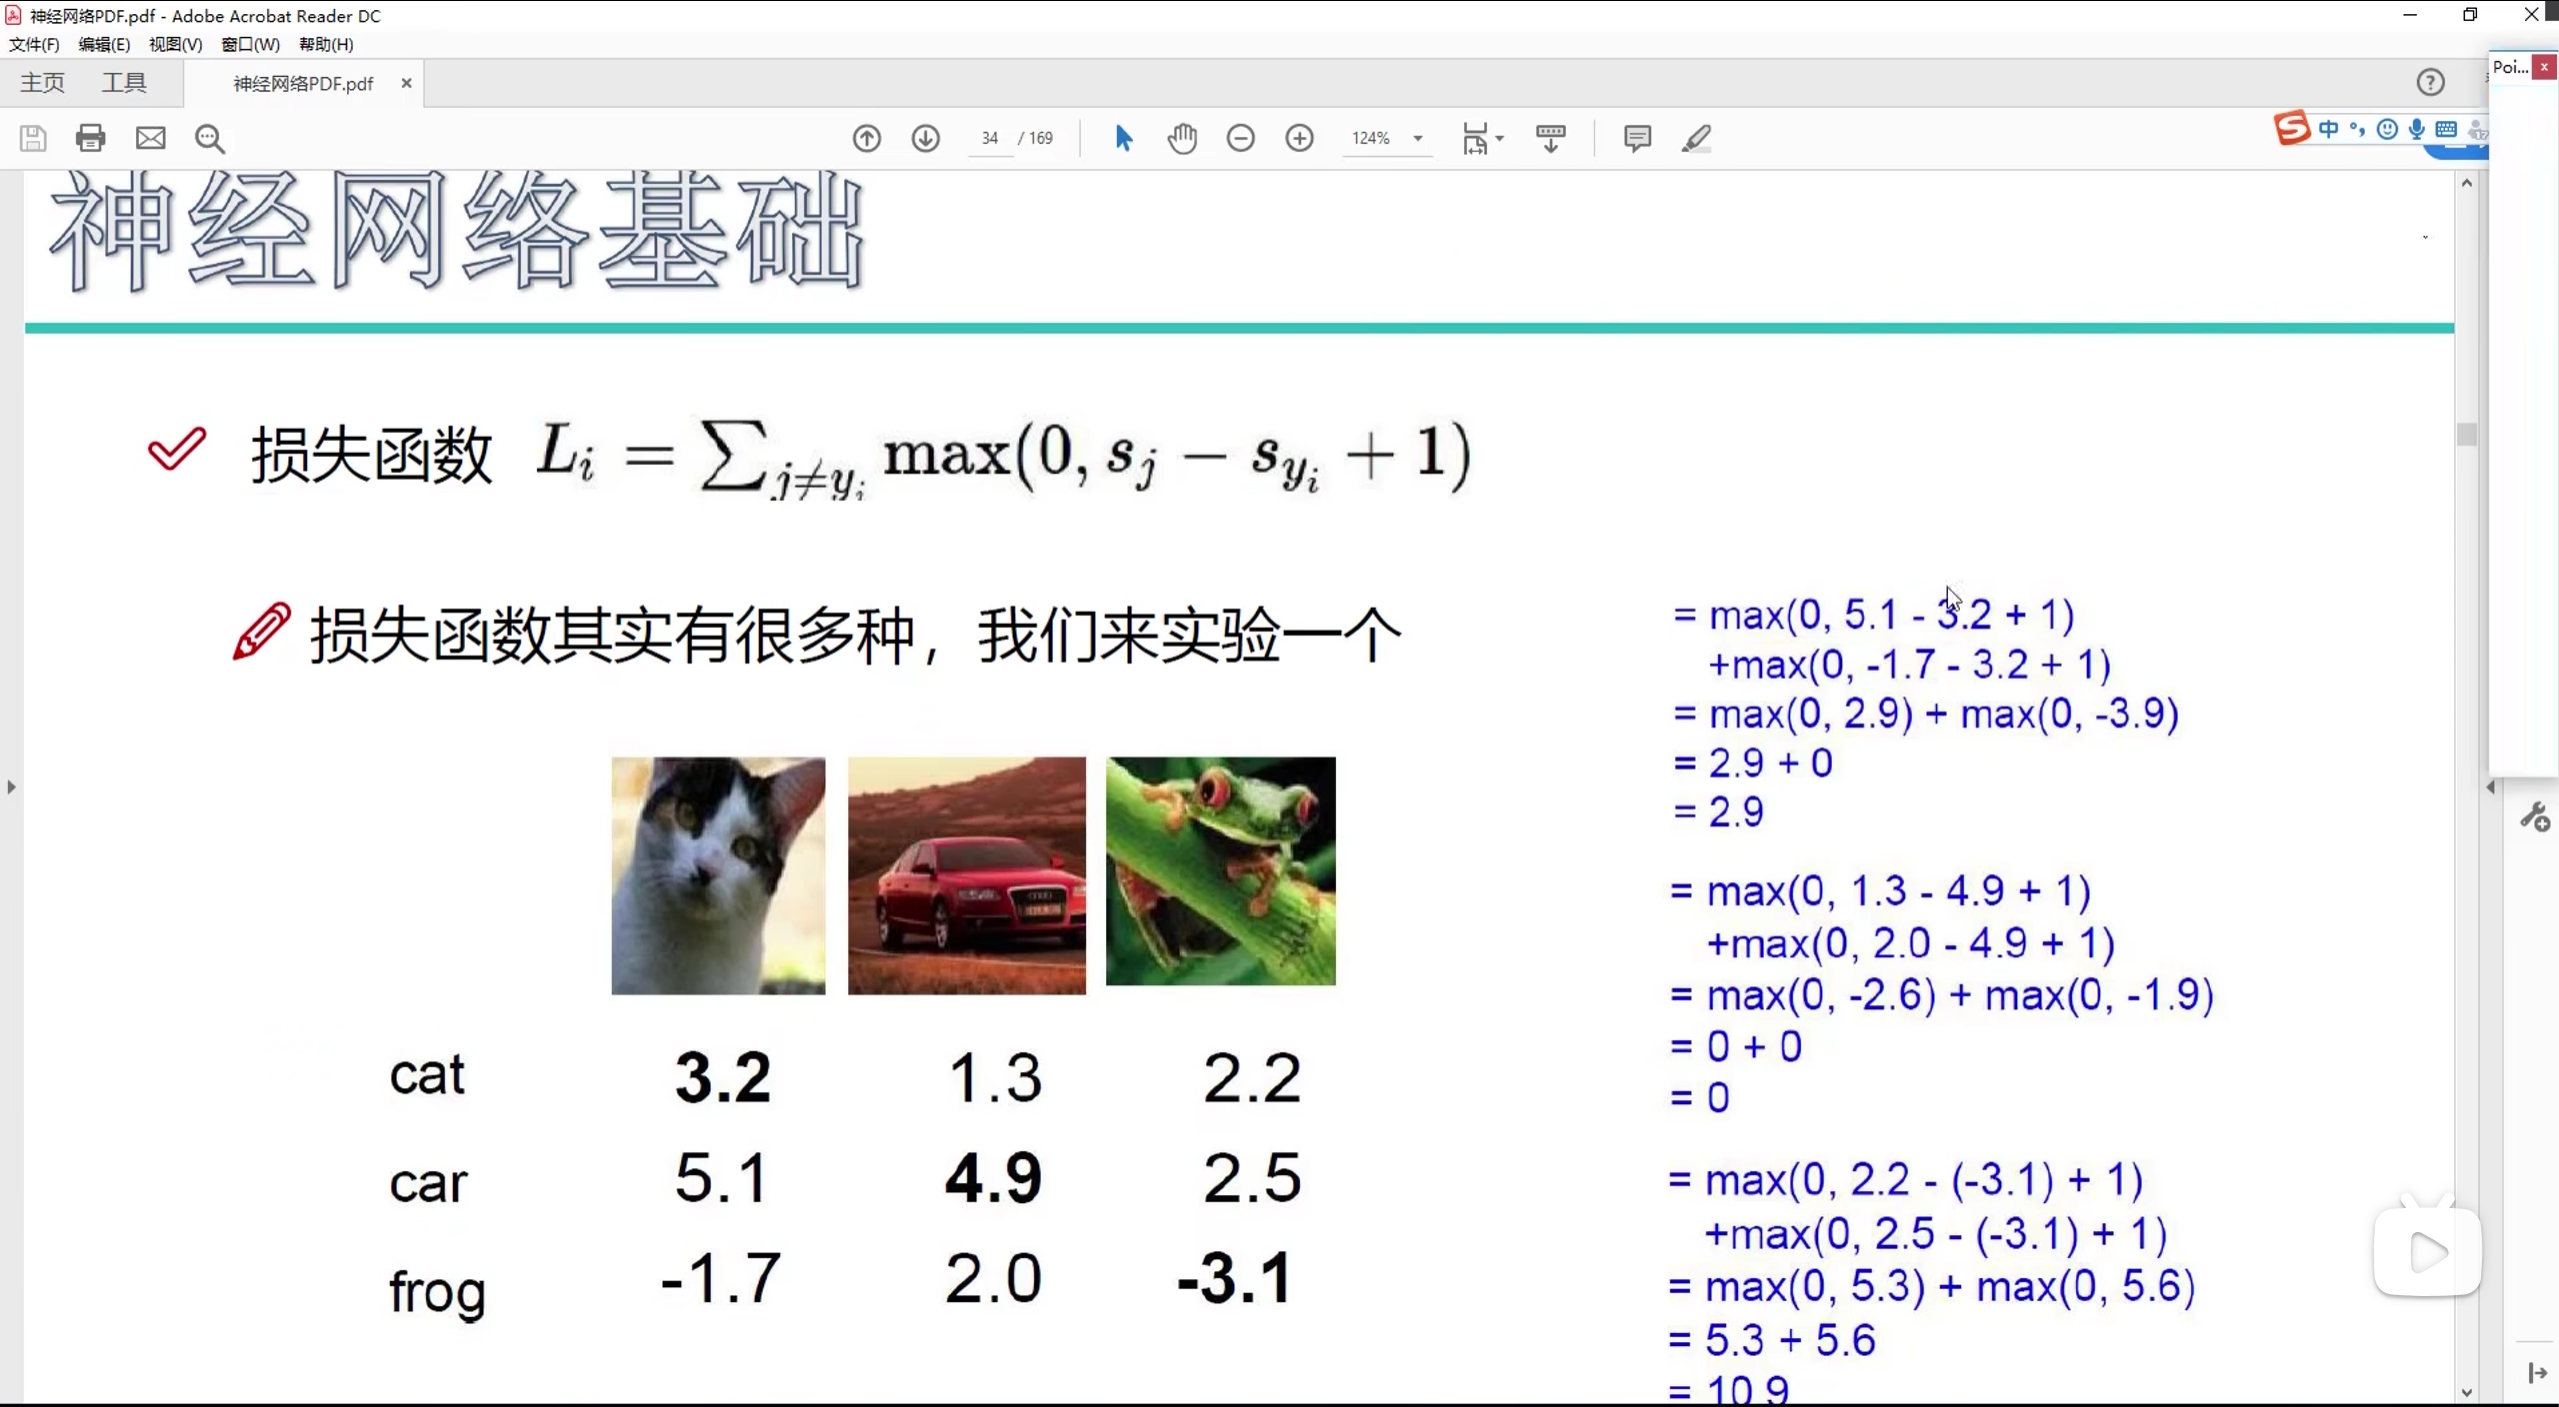 神经网络PDF.pdf - Adobe Acrobat Reader DC
文件(F) 编辑(E) 视图(V) 窗口(W) 帮助(H)
主页 工具 神经网络PDF.pdf ×
Poi...
34 / 169 124%
中
神经网络基础
损失函数 L_i = ∑_{j≠y_i} max(0, s_j − s_{y_i} + 1)
损失函数其实有很多种，我们来实验一个
= max(0, 5.1 - 3.2 + 1)
+max(0, -1.7 - 3.2 + 1)
= max(0, 2.9) + max(0, -3.9)
= 2.9 + 0
= 2.9
= max(0, 1.3 - 4.9 + 1)
+max(0, 2.0 - 4.9 + 1)
= max(0, -2.6) + max(0, -1.9)
= 0 + 0
= 0
= max(0, 2.2 - (-3.1) + 1)
+max(0, 2.5 - (-3.1) + 1)
= max(0, 5.3) + max(0, 5.6)
= 5.3 + 5.6
= 10.9
cat 3.2 1.3 2.2
car 5.1 4.9 2.5
frog -1.7 2.0 -3.1